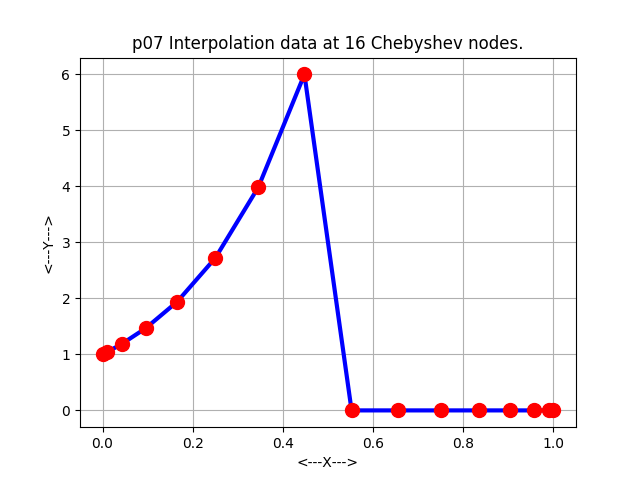 p07 Interpolation data at 16 Chebyshev nodes.
6
5
4
3
2
1
0
<---Y--->
0.0 0.2 0.4 0.6 0.8 1.0
<---X--->